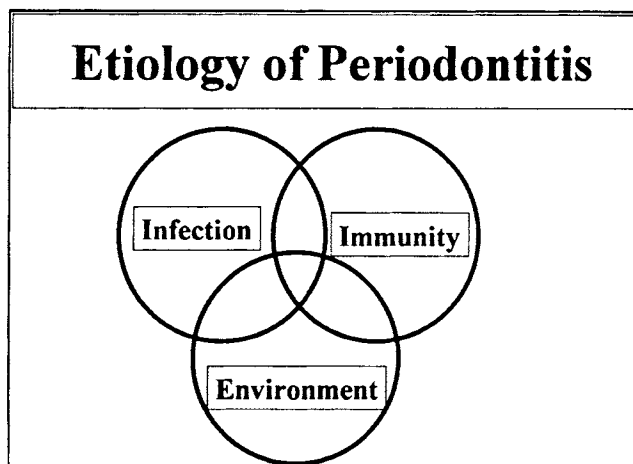 Etiology of Periodontitis
Infection
Immunity
Environment